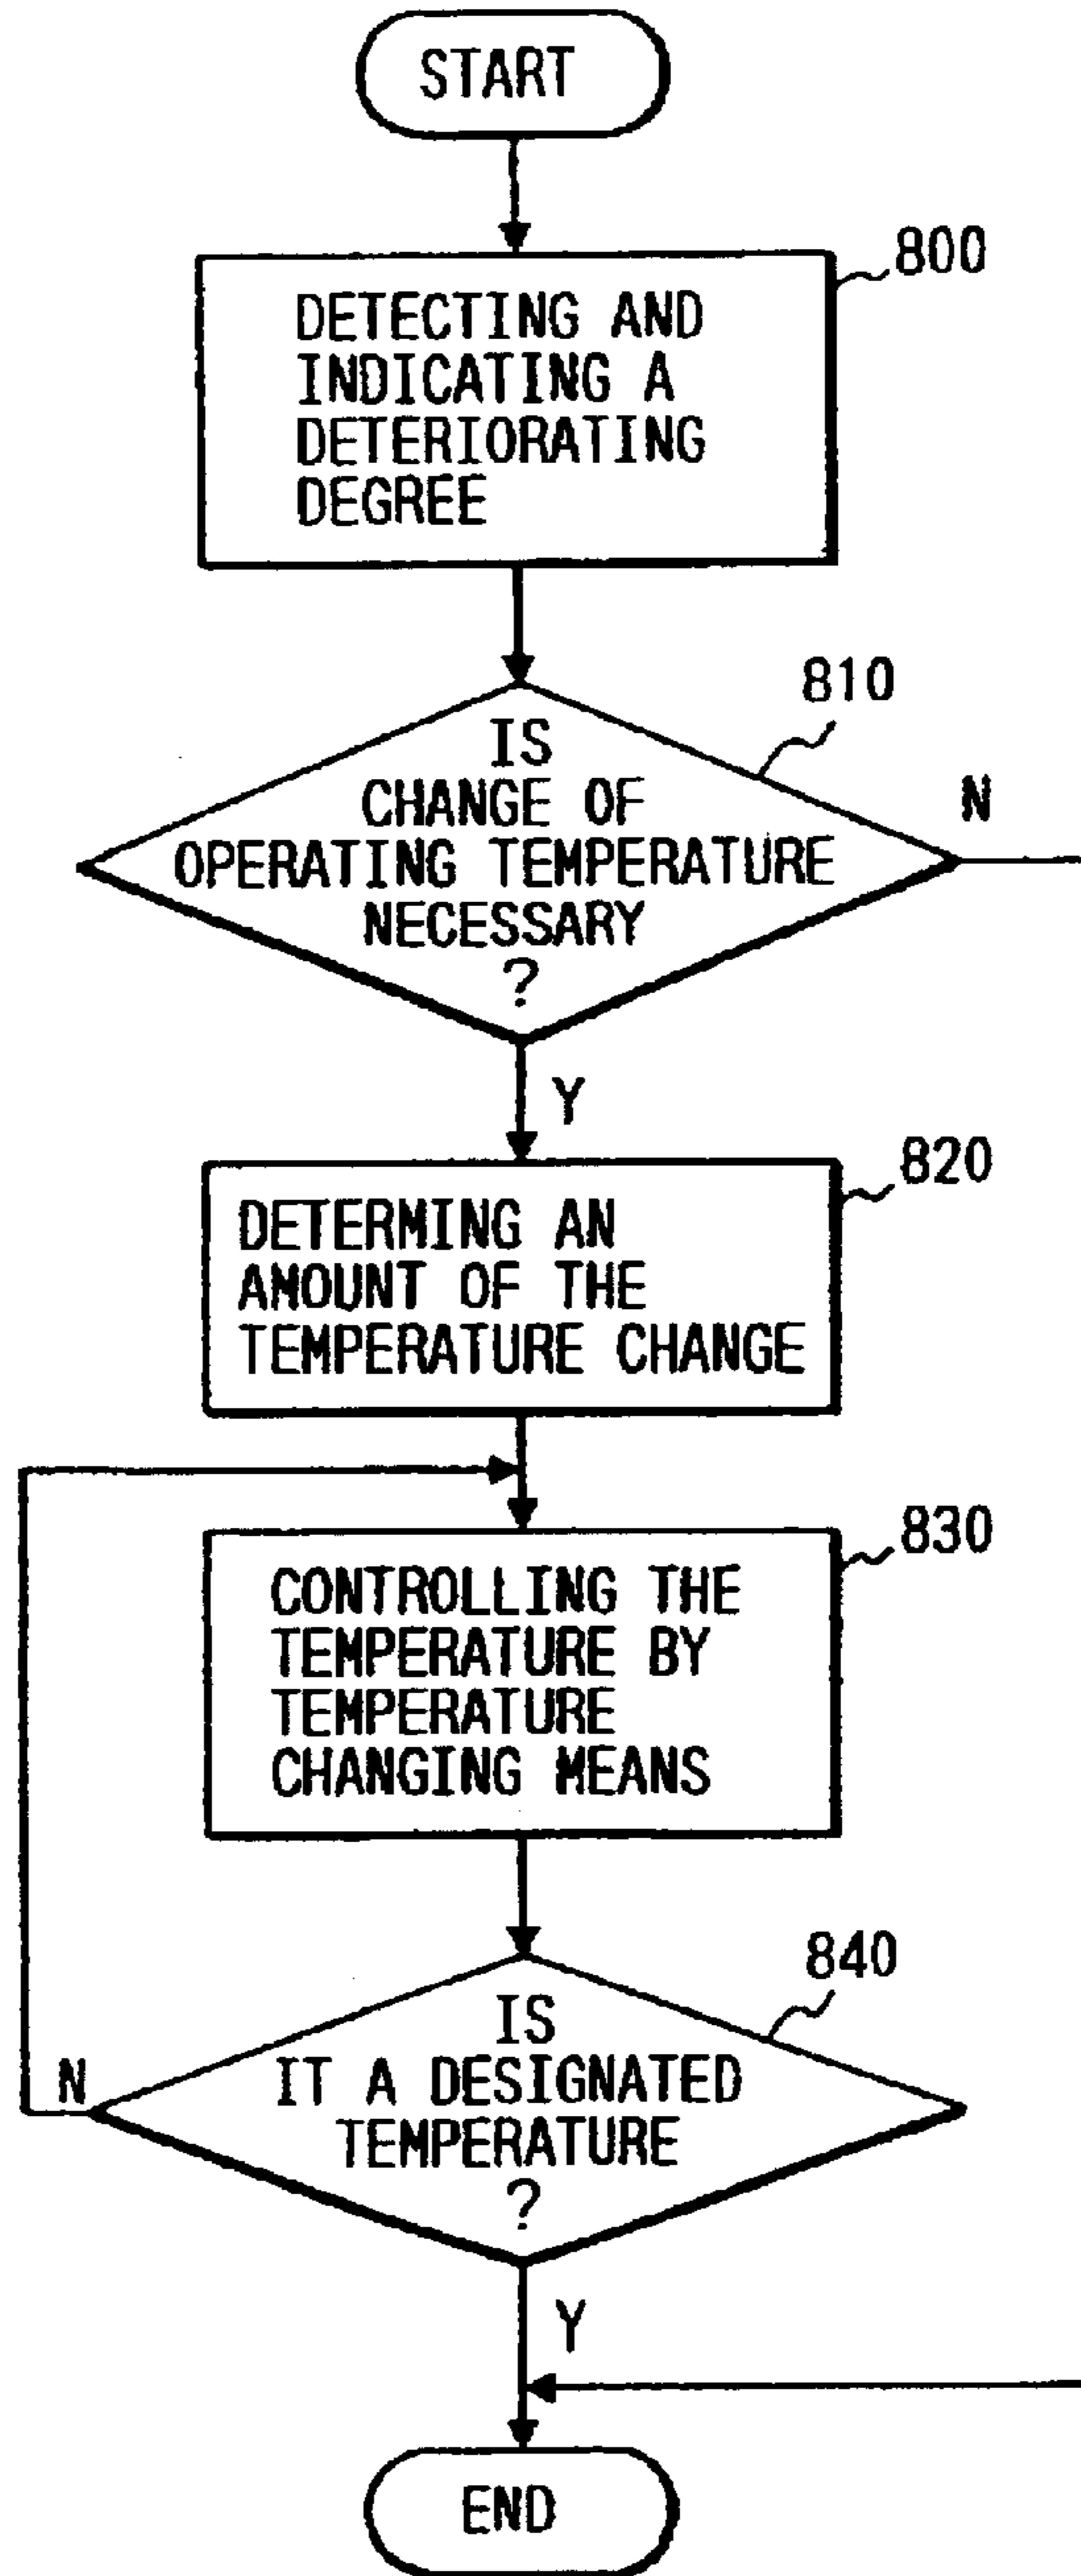 START
800
DETECTING AND
INDICATING A
DETERIORATING
DEGREE
810
IS
CHANGE OF
OPERATING TEMPERATURE
NECESSARY
?
N
Y
820
DETERMING AN
AMOUNT OF THE
TEMPERATURE CHANGE
830
CONTROLLING THE
TEMPERATURE BY
TEMPERATURE
CHANGING MEANS
840
IS
IT A DESIGNATED
TEMPERATURE
?
N
Y
END